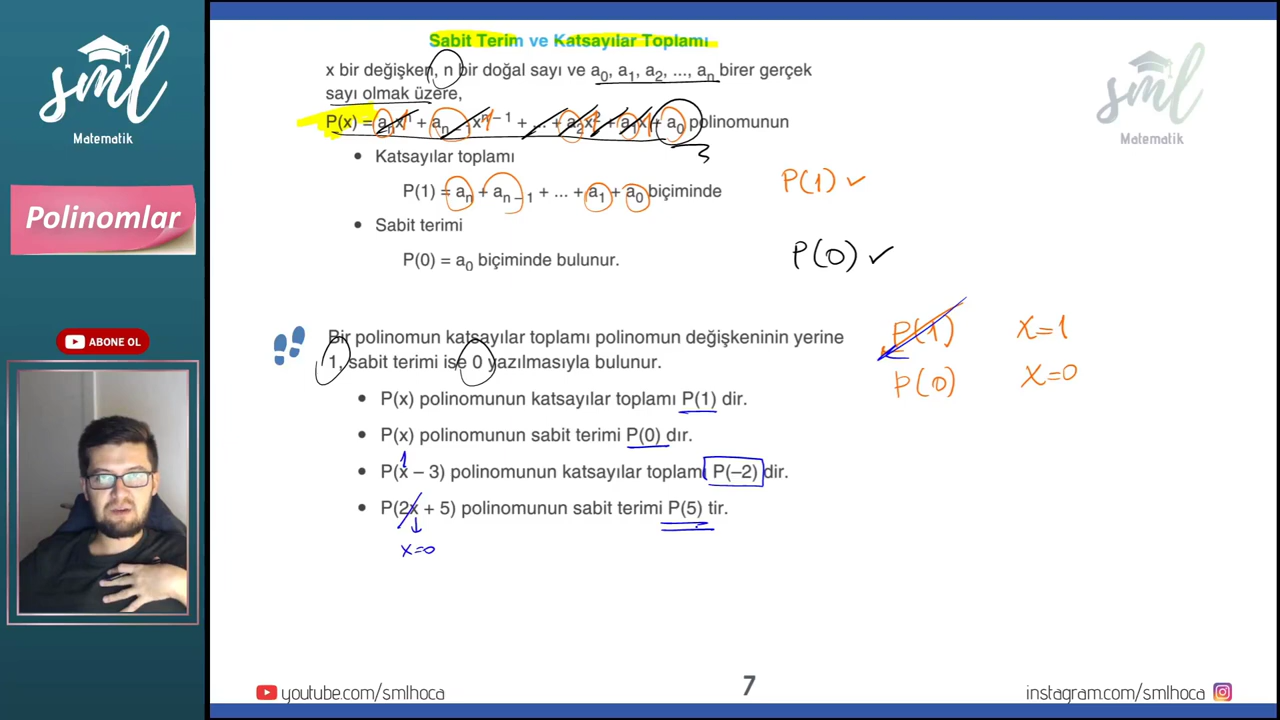 sml
Matematik
Polinomlar
ABONE OL
Sabit Terim ve Katsayılar Toplamı
x bir değişken, n bir doğal sayı ve a₀, a₁, a₂, ..., aₙ birer gerçek
sayı olmak üzere,
P(x) = aₙxⁿ + aₙ₋₁xⁿ⁻¹ + ... + a₂x² + a₁x + a₀ polinomunun
• Katsayılar toplamı
P(1) = aₙ + aₙ₋₁ + ... + a₁ + a₀ biçiminde
P(1) ✓
• Sabit terimi
P(0) = a₀ biçiminde bulunur.
P(0) ✓
Bir polinomun katsayılar toplamı polinomun değişkeninin yerine
1, sabit terimi ise 0 yazılmasıyla bulunur.
P(1) x=1
P(0) x=0
• P(x) polinomunun katsayılar toplamı P(1) dir.
• P(x) polinomunun sabit terimi P(0) dır.
1
• P(x – 3) polinomunun katsayılar toplamı P(–2) dir.
• P(2x + 5) polinomunun sabit terimi P(5) tir.
x=0
sml
Matematik
youtube.com/smlhoca
7
instagram.com/smlhoca